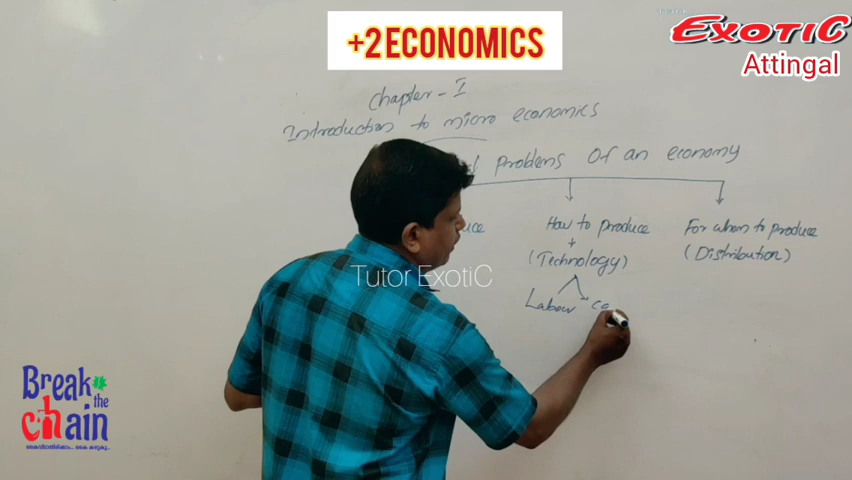 +2 ECONOMICS
EXOTIC
Attingal
Chapter - I
Introduction to micro economics
Problems Of an economy
How to produce
For whom to produce
(Technology)
(Distribution)
Tutor ExotiC
Labour
Break
the
chain